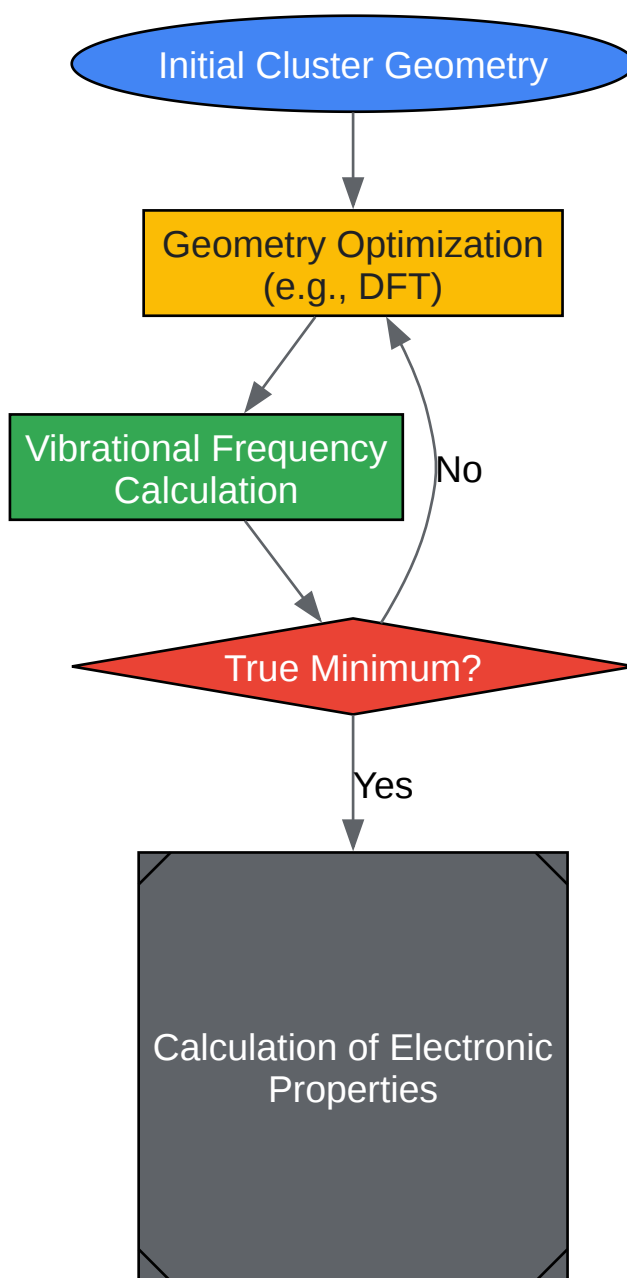 Initial Cluster Geometry
Geometry Optimization
(e.g., DFT)
Vibrational Frequency
Calculation
No
True Minimum?
Yes
Calculation of Electronic
Properties